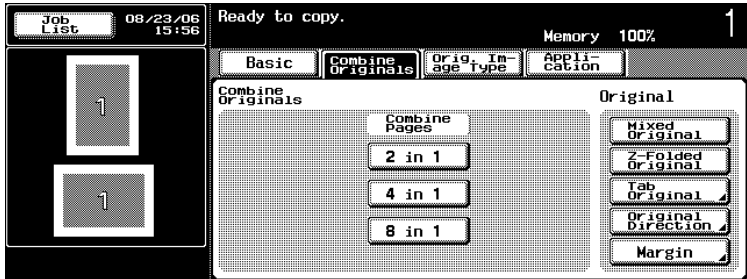 Job
List
08/23/06
15:56
Ready to copy.
Memory 100%
1
Basic
Combine
Originals
Orig. Im-
age Type
Appli-
cation
1
1
Combine
Originals
Combine
Pages
2 in 1
4 in 1
8 in 1
Original
Mixed
Original
Z-Folded
Original
Tab
Original
Original
Direction
Margin